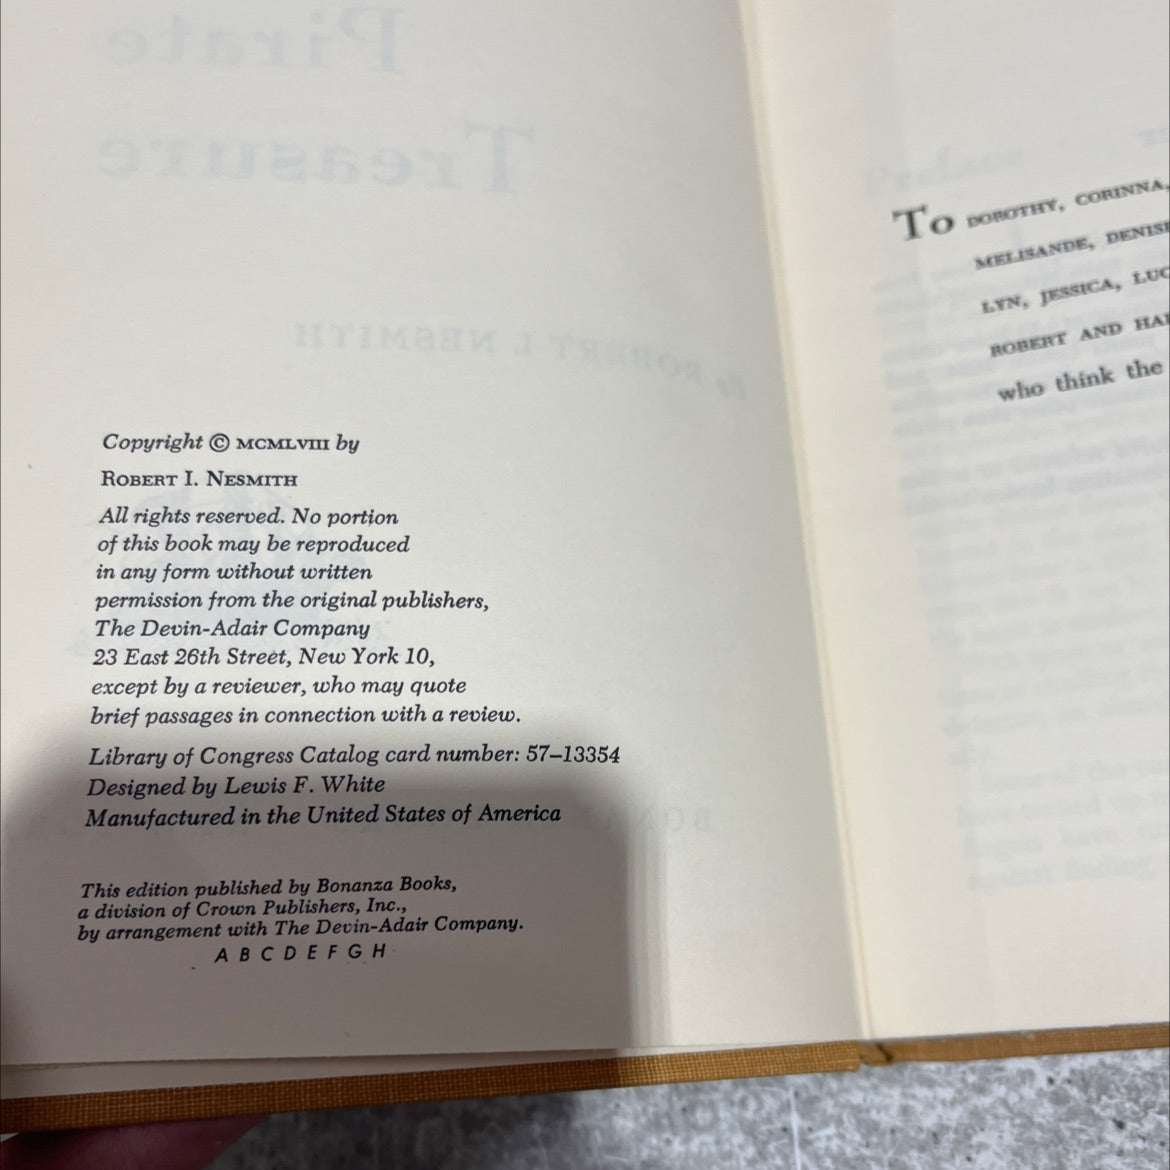 Copyright © MCMLVIII by
ROBERT I. NESMITH
All rights reserved. No portion
of this book may be reproduced
in any form without written
permission from the original publishers,
The Devin-Adair Company
23 East 26th Street, New York 10,
except by a reviewer, who may quote
brief passages in connection with a review.
Library of Congress Catalog card number: 57–13354
Designed by Lewis F. White
Manufactured in the United States of America
This edition published by Bonanza Books,
a division of Crown Publishers, Inc.,
by arrangement with The Devin-Adair Company.
A B C D E F G H
To DOROTHY, CORINNA,
MELISANDE,
LYN, JESSICA,
ROBERT AND
who think the
Pirate
Treasure
ROBERT I. NESMITH
Preface